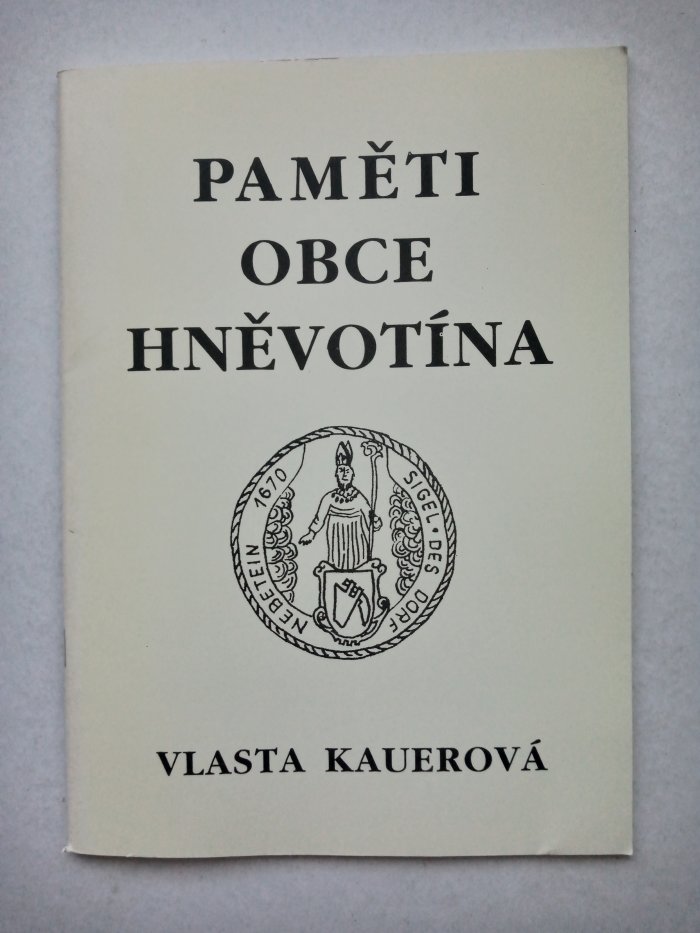 PAMĚTI
OBCE
HNĚVOTÍNA
SIGEL · DES DORF NEBETEIN 1670
VLASTA KAUEROVÁ